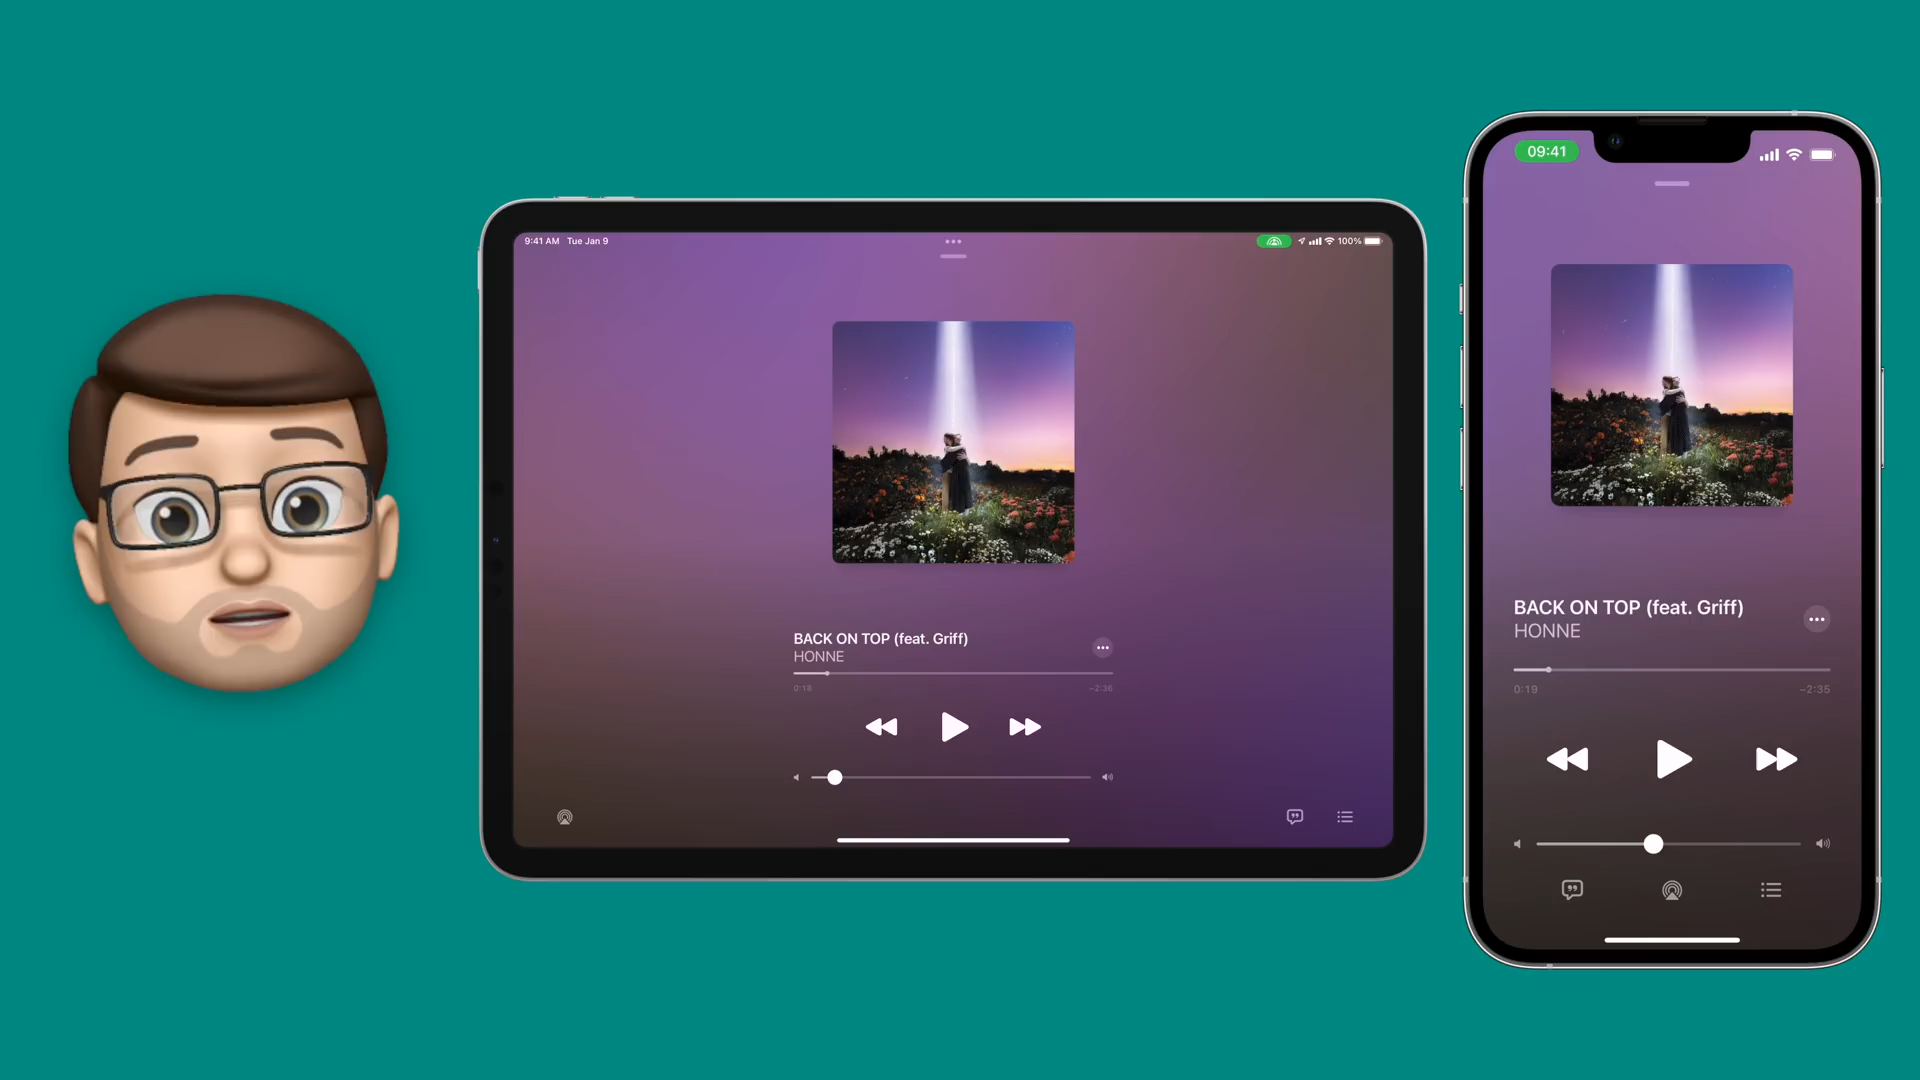 9:41 AM Tue Jan 9
100%
BACK ON TOP (feat. Griff)
HONNE
0:18
−2:36
09:41
BACK ON TOP (feat. Griff)
HONNE
0:19
−2:35